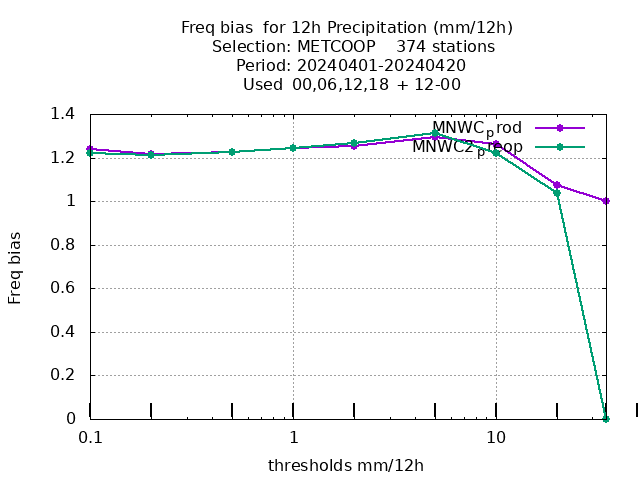 Freq bias  for 12h Precipitation (mm/12h)
Selection: METCOOP    374 stations
Period: 20240401-20240420
Used  00,06,12,18 + 12-00
1.4
1.2
1
0.8
0.6
0.4
0.2
0
0.1
1
10
Freq bias
thresholds mm/12h
MNWCprod